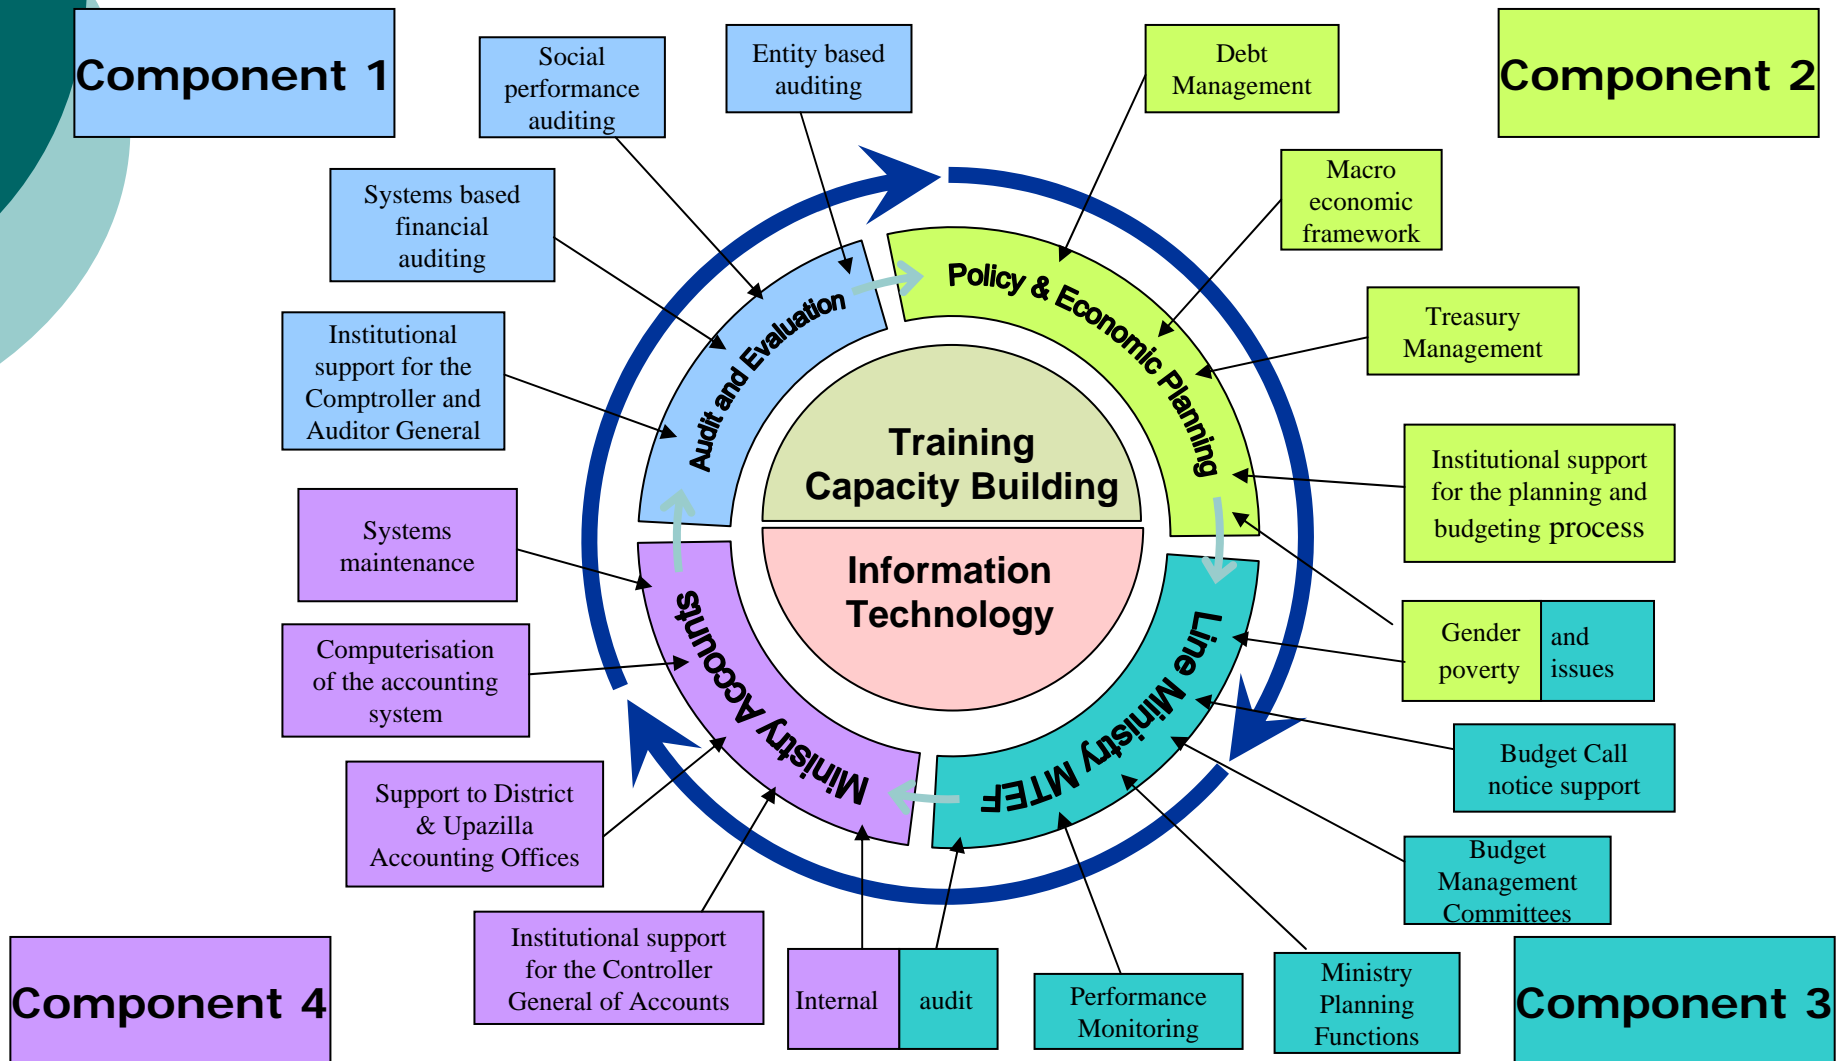 Component 1
Social
performance
auditing
Entity based
auditing
Debt
Management
Component 2
Systems based
financial
auditing
Macro
economic
framework
Institutional
support for the
Comptroller and
Auditor General
Treasury
Management
Audit and Evaluation
Policy & Economic Planning
Training
Capacity Building
Information
Technology
Institutional support
for the planning and
budgeting process
Systems
maintenance
Gender and
poverty issues
Computerisation
of the accounting
system
Ministry Accounts
Line Ministry MTEF
Budget Call
notice support
Support to District
& Upazilla
Accounting Offices
Budget
Management
Committees
Institutional support
for the Controller
General of Accounts
Internal audit
Performance
Monitoring
Ministry
Planning
Functions
Component 4
Component 3